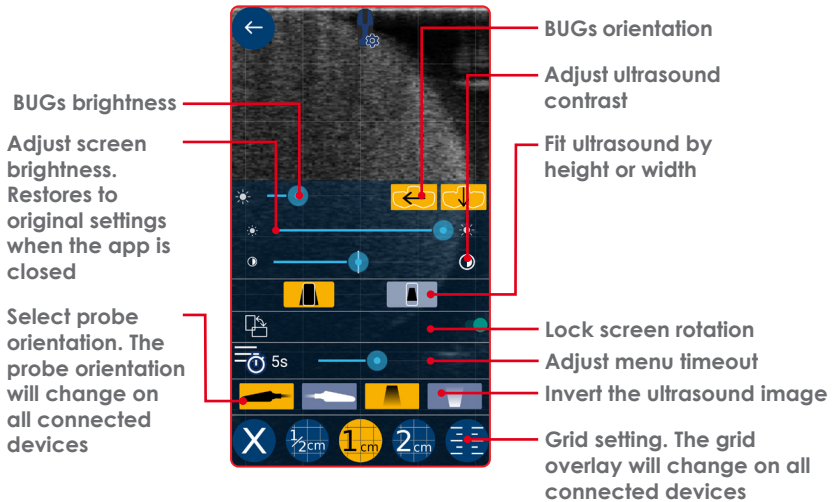 BUGs brightness
Adjust screen
brightness.
Restores to
original settings
when the app is
closed
Select probe
orientation. The
probe orientation
will change on
all connected
devices
5s
X
½cm
1cm
2cm
BUGs orientation
Adjust ultrasound
contrast
Fit ultrasound by
height or width
Lock screen rotation
Adjust menu timeout
Invert the ultrasound image
Grid setting. The grid
overlay will change on all
connected devices